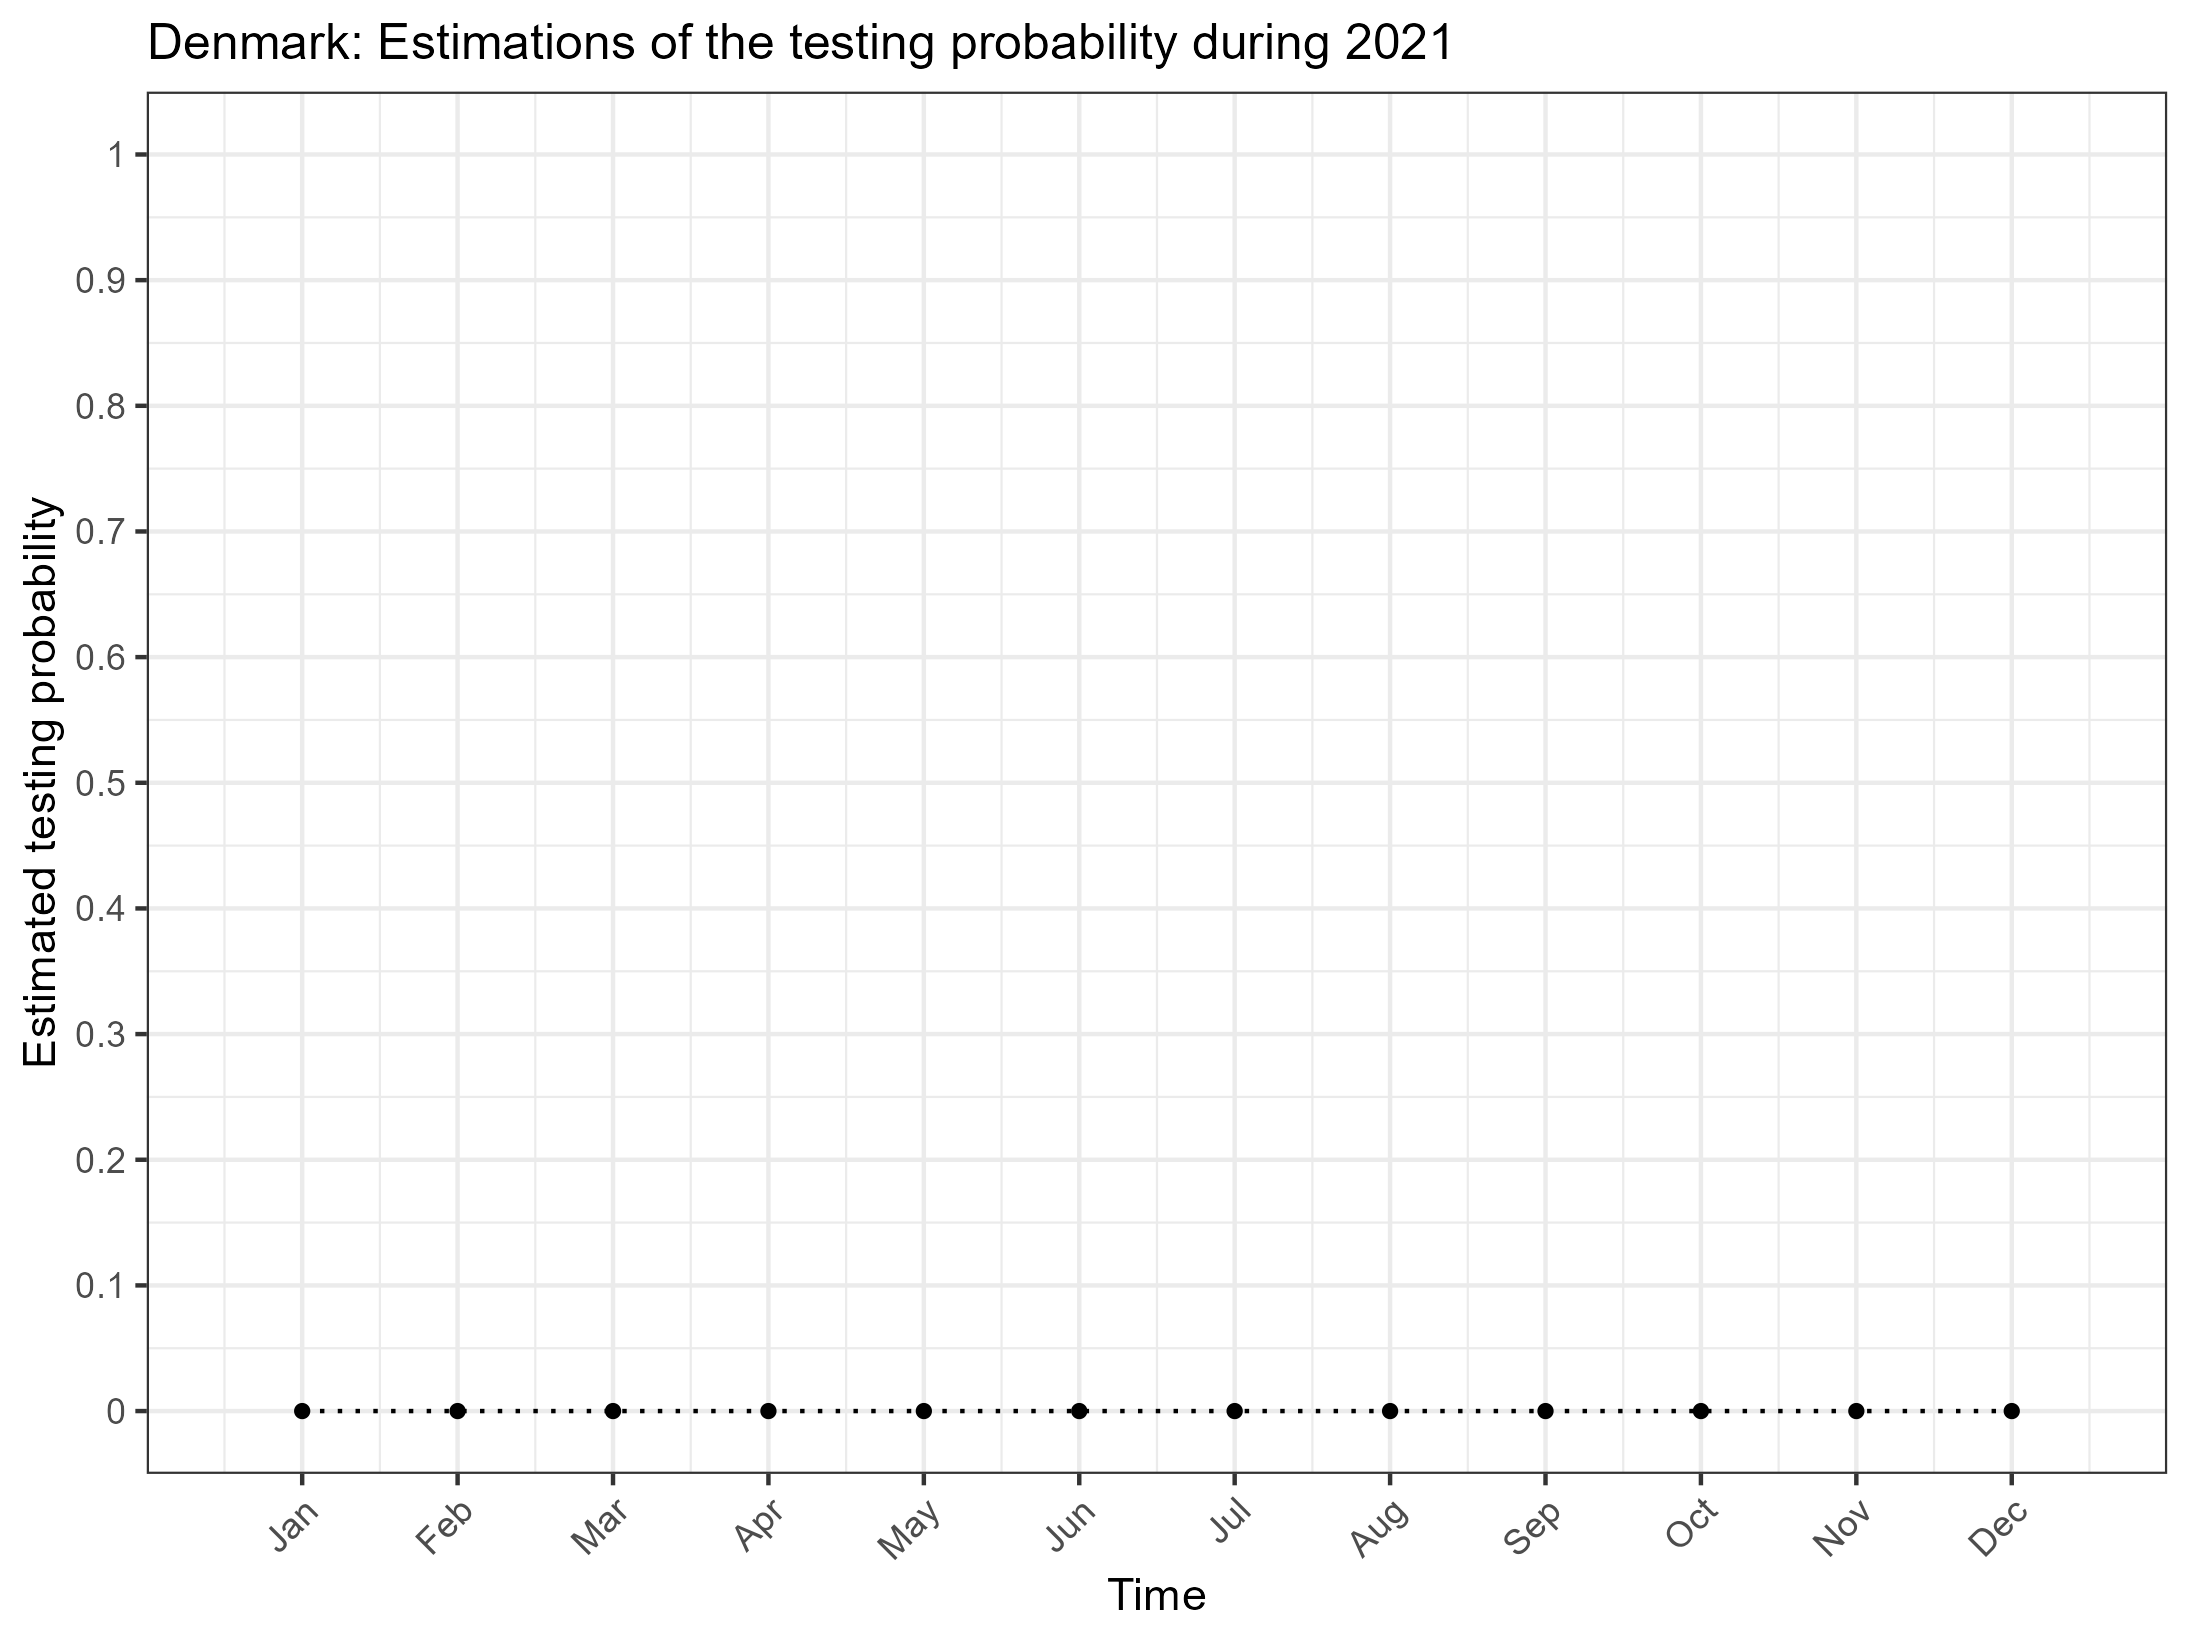 Denmark: Estimations of the testing probability during 2021
Estimated testing probability
1
0.9
0.8
0.7
0.6
0.5
0.4
0.3
0.2
0.1
0
Jan Feb Mar Apr May Jun Jul Aug Sep Oct Nov Dec
Time